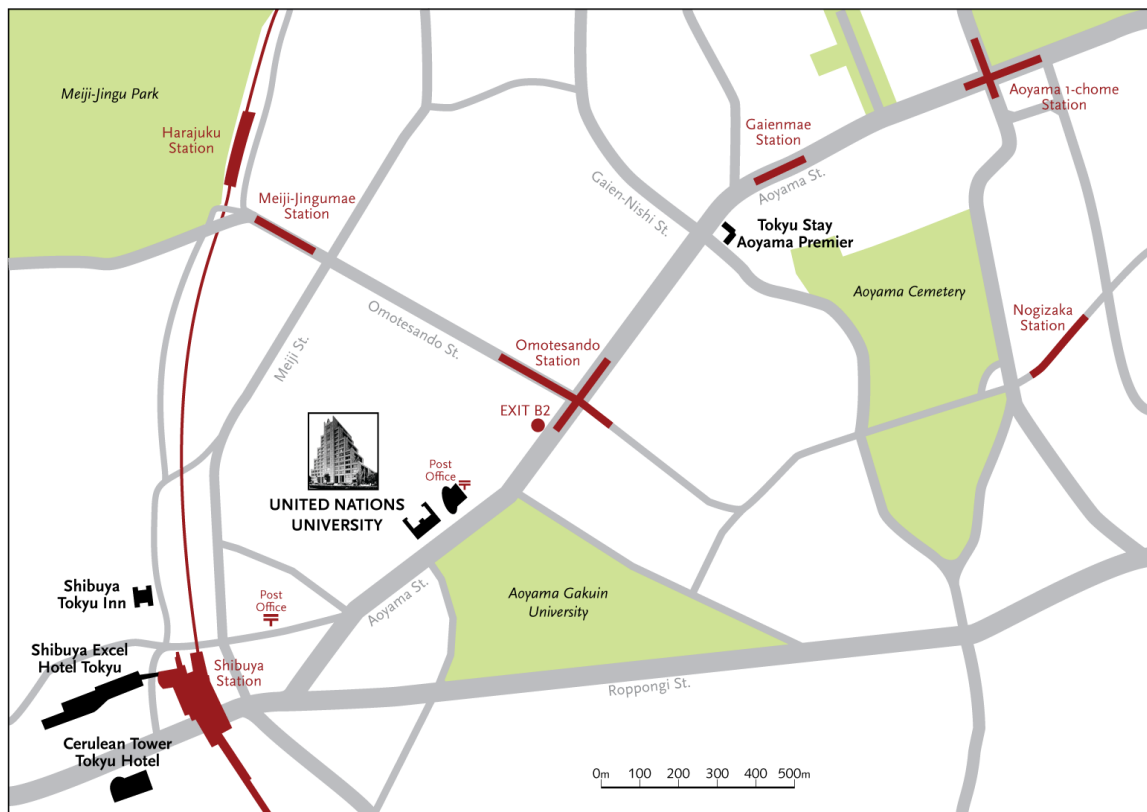 Meiji-Jingu Park
Harajuku
Station
Meiji-Jingumae
Station
Gaienmae
Station
Aoyama 1-chome
Station
Aoyama St.
Gaien-Nishi St.
Tokyu Stay
Aoyama Premier
Aoyama Cemetery
Nogizaka
Station
Omotesando St.
Meiji St.
Omotesando
Station
EXIT B2
Post
Office
UNITED NATIONS
UNIVERSITY
Aoyama St.
Aoyama Gakuin
University
Shibuya
Tokyu Inn
Post
Office
Shibuya Excel
Hotel Tokyu
Shibuya
Station
Roppongi St.
Cerulean Tower
Tokyu Hotel
0m 100 200 300 400 500m